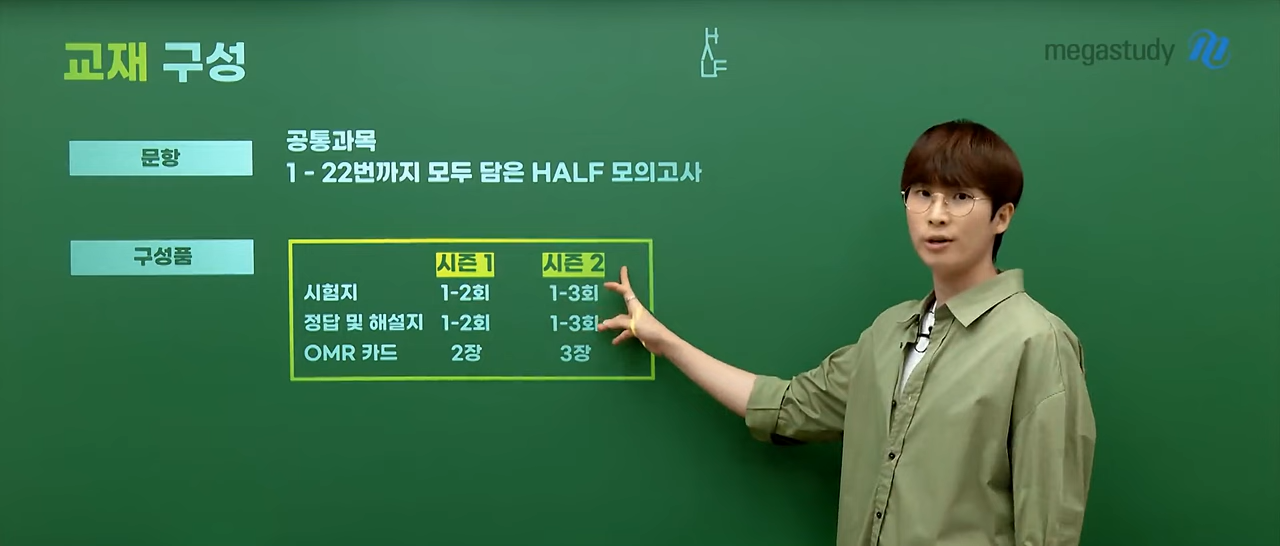 교재 구성
HALF
megastudy
문항
공통과목
1 - 22번까지 모두 담은 HALF 모의고사
구성품
시즌 1 시즌 2
시험지 1-2회 1-3회
정답 및 해설지 1-2회 1-3회
OMR 카드 2장 3장